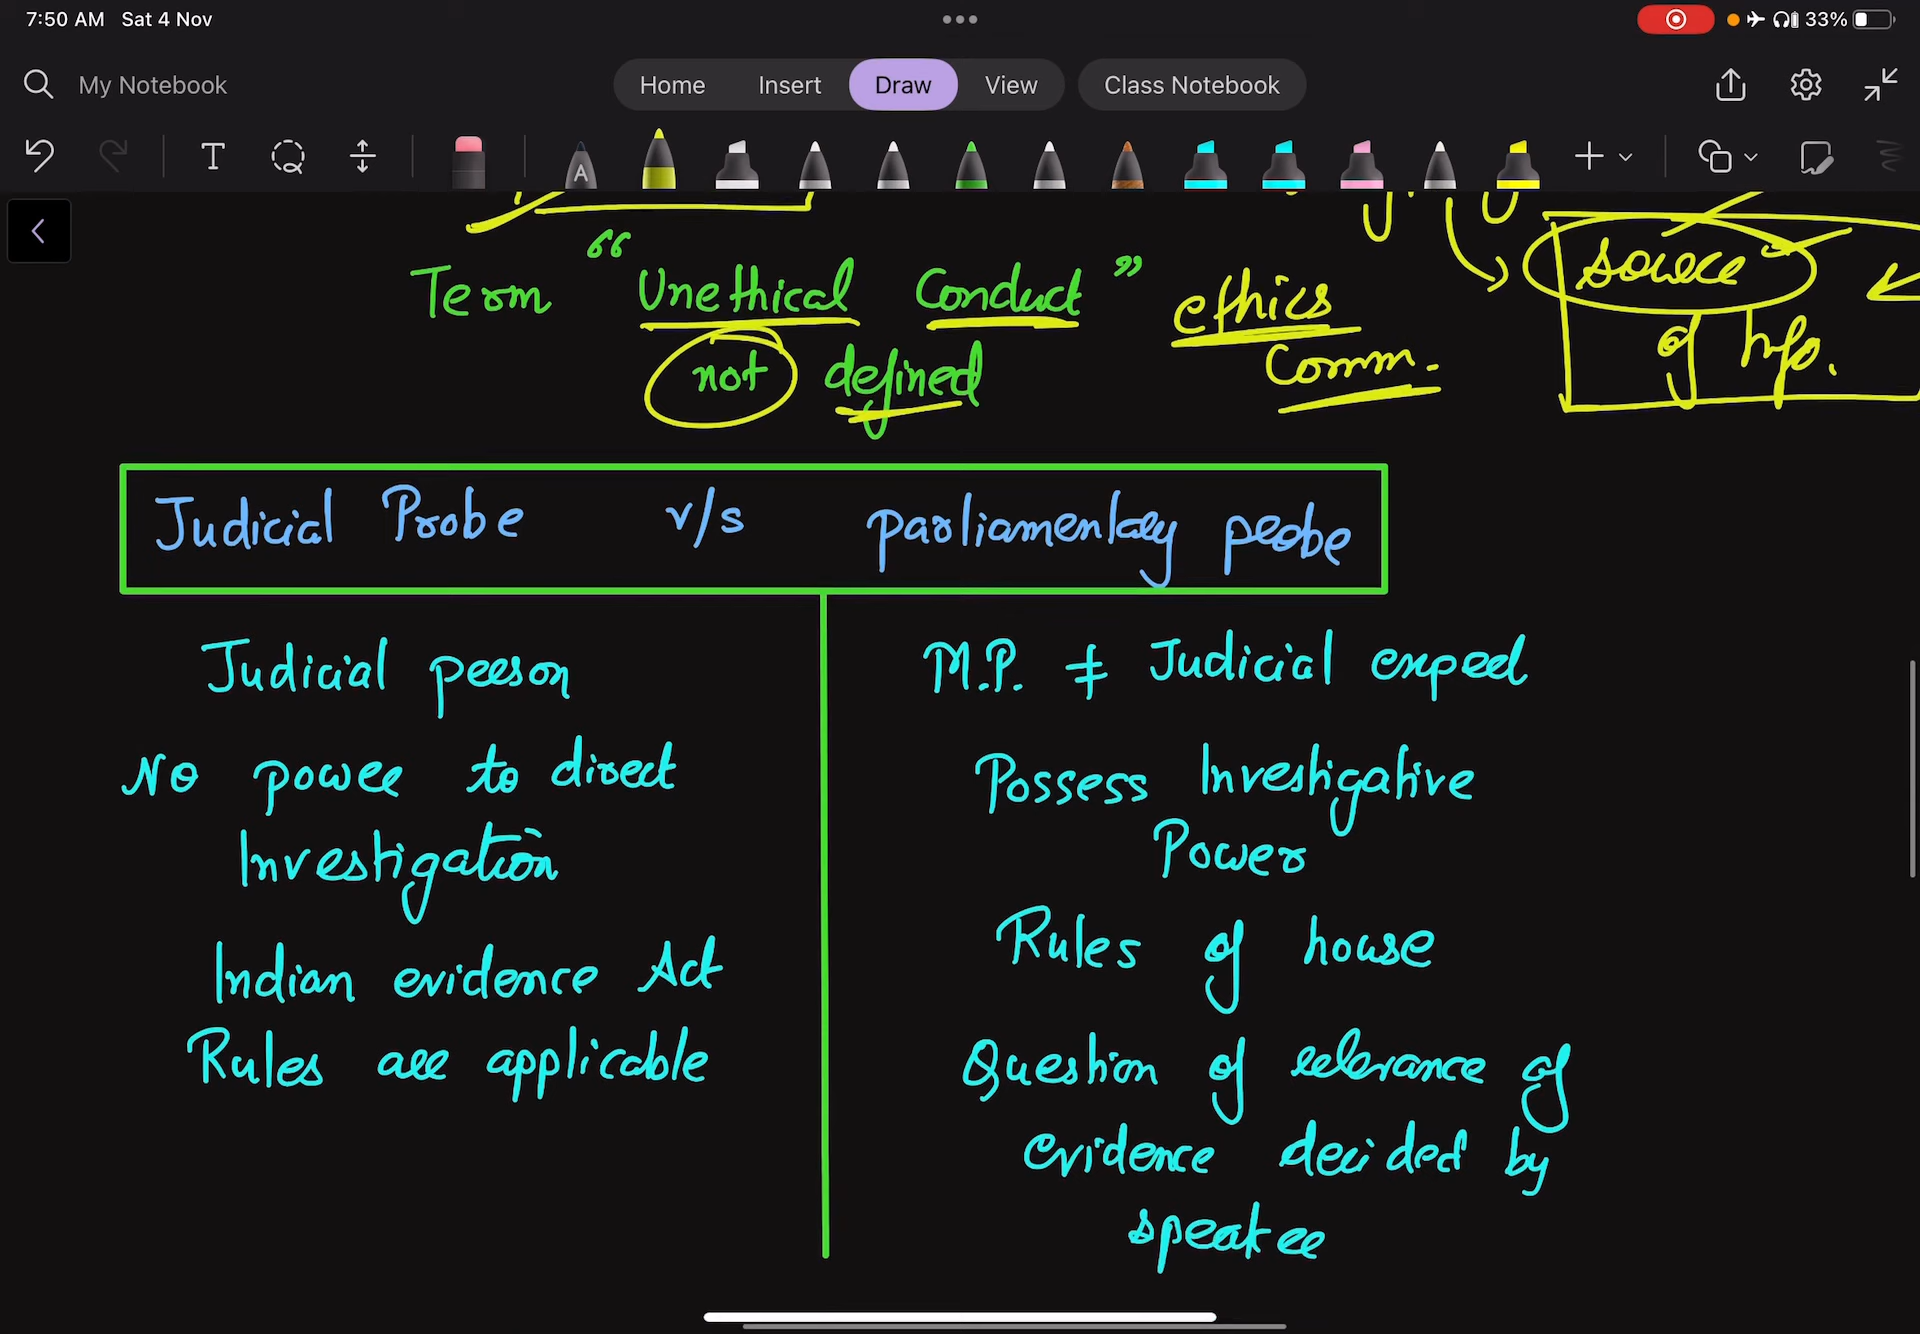 7:50 AM Sat 4 Nov
33%
My Notebook
Home Insert Draw View Class Notebook
T A
Term "Unethical Conduct" ethics
not defined Comm.
source
of Info.
Judicial Probe v/s parliamentary probe
Judicial person
No power to direct
Investigation
Indian evidence Act
Rules are applicable
M.P. ≠ Judicial expert
Possess Investigative
Power
Rules of house
Question of relevance of
evidence decided by
speaker